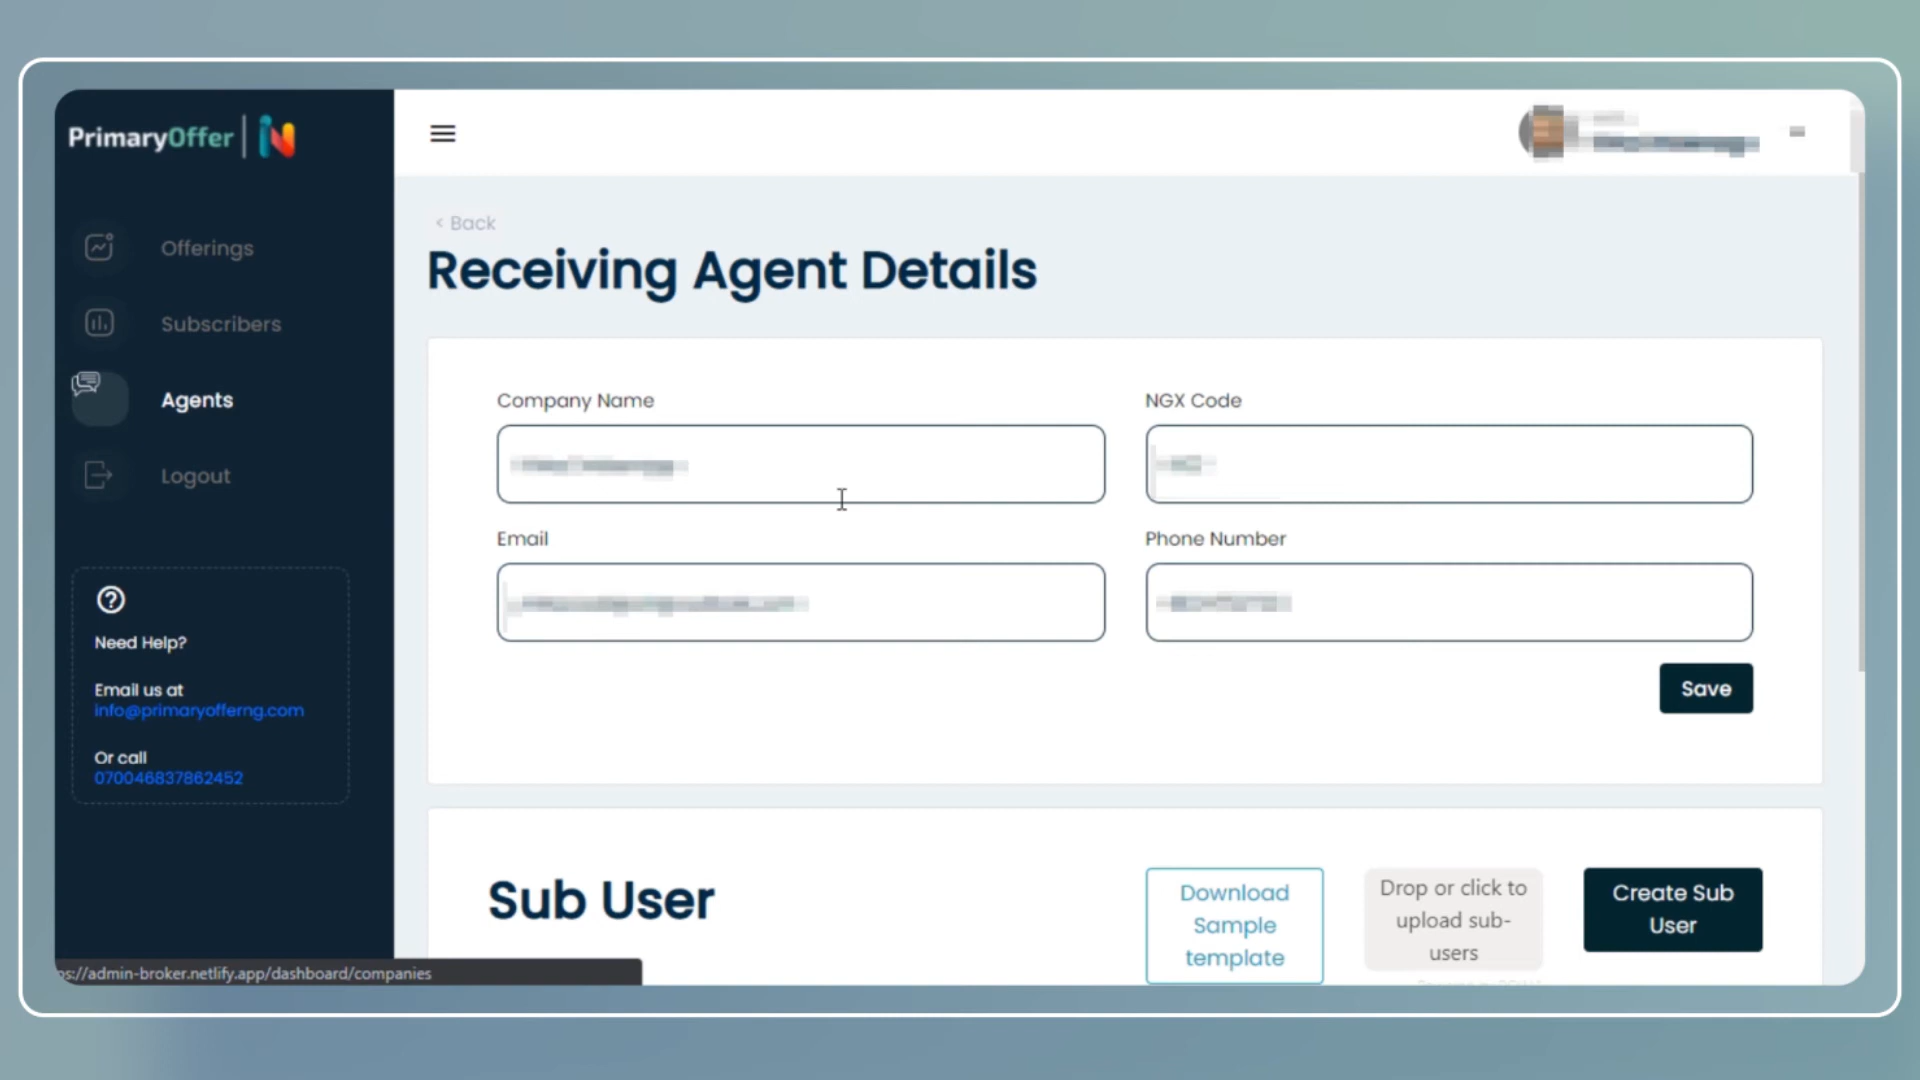 PrimaryOffer
Offerings
Subscribers
Agents
Logout
Need Help?
Email us at
info@primaryofferng.com
Or call
070046837862452
< Back
Receiving Agent Details
Company Name
NGX Code
Email
Phone Number
Save
Sub User
Download
Sample
template
Drop or click to
upload sub-
users
Create Sub
User
ps://admin-broker.netlify.app/dashboard/companies